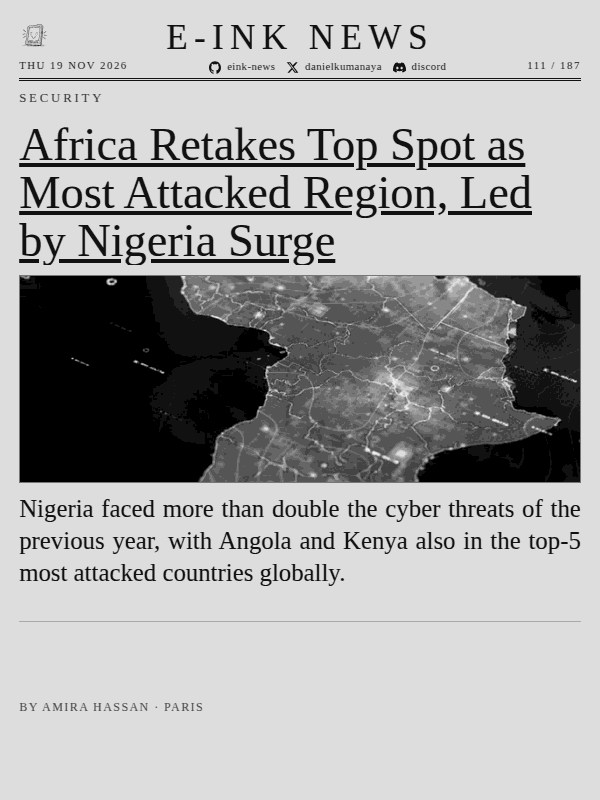 E-INK NEWS
THU 19 NOV 2026
eink-news danielkumanaya discord
111 / 187
SECURITY
Africa Retakes Top Spot as
Most Attacked Region, Led
by Nigeria Surge
Nigeria faced more than double the cyber threats of the
previous year, with Angola and Kenya also in the top-5
most attacked countries globally.
BY AMIRA HASSAN · PARIS